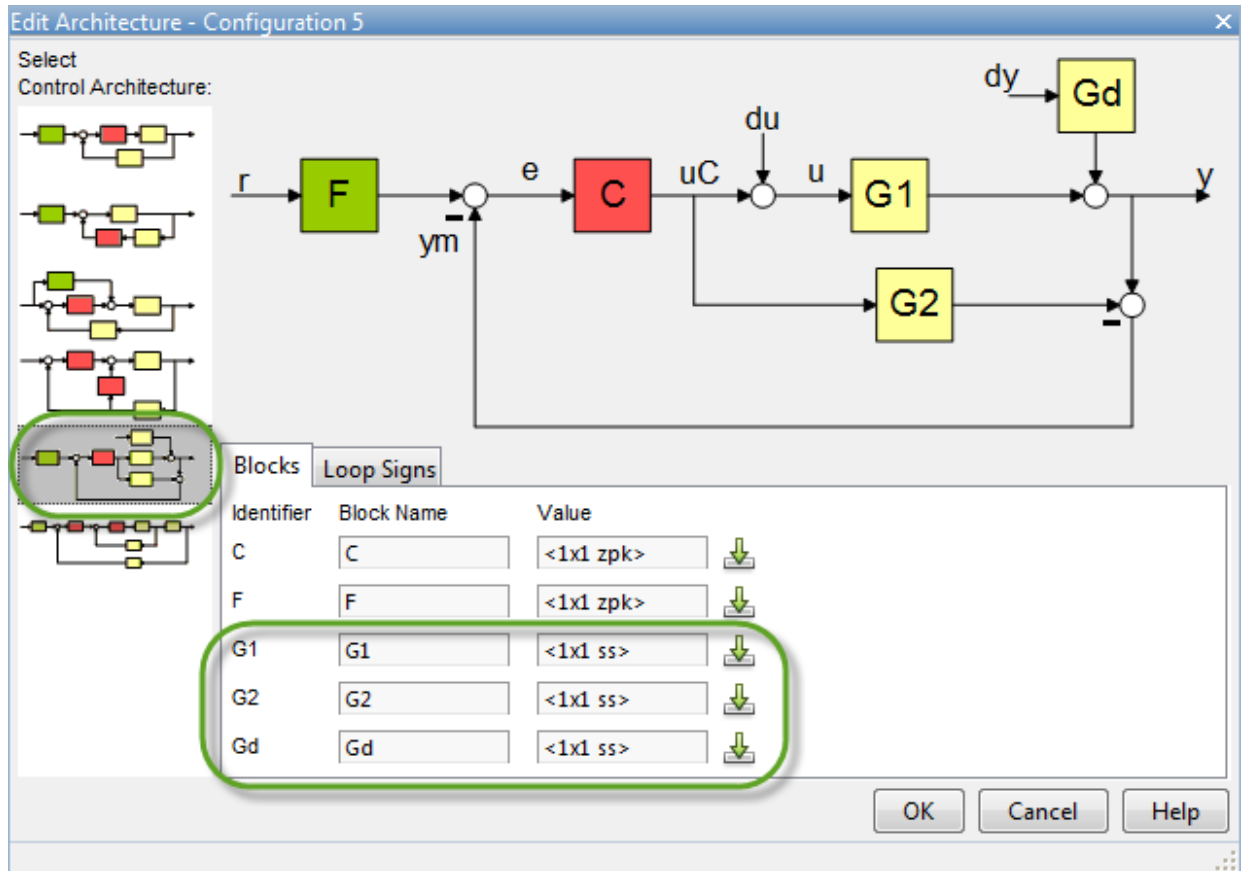 Edit Architecture - Configuration 5
Select
Control Architecture:
dy
Gd
du
r
F
e
C
uC
u
G1
y
ym
G2
Blocks
Loop Signs
Identifier
Block Name
Value
C
C
<1x1 zpk>
F
F
<1x1 zpk>
G1
G1
<1x1 ss>
G2
G2
<1x1 ss>
Gd
Gd
<1x1 ss>
OK
Cancel
Help